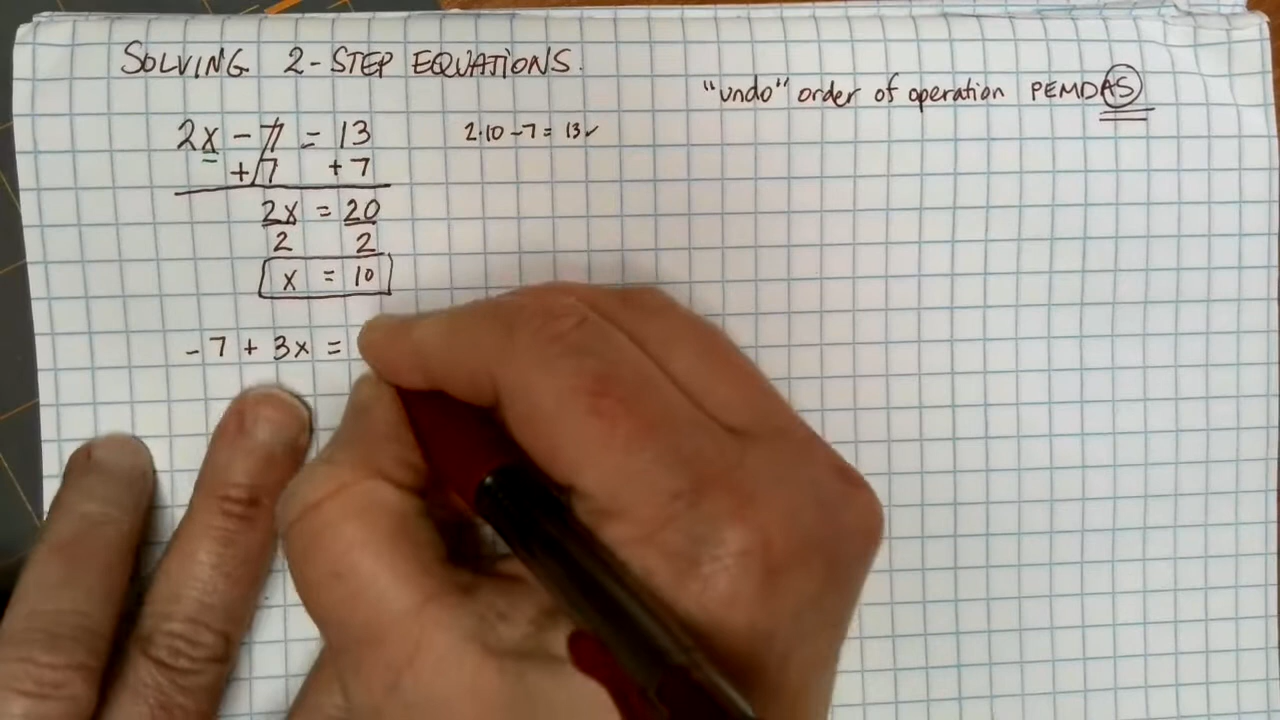 SOLVING 2-STEP EQUATIONS.
"undo" order of operation PEMDAS
2x - 7 = 13
2·10 - 7 = 13 ✓
+ 7 + 7
2x = 20
2 2
x = 10
- 7 + 3x =